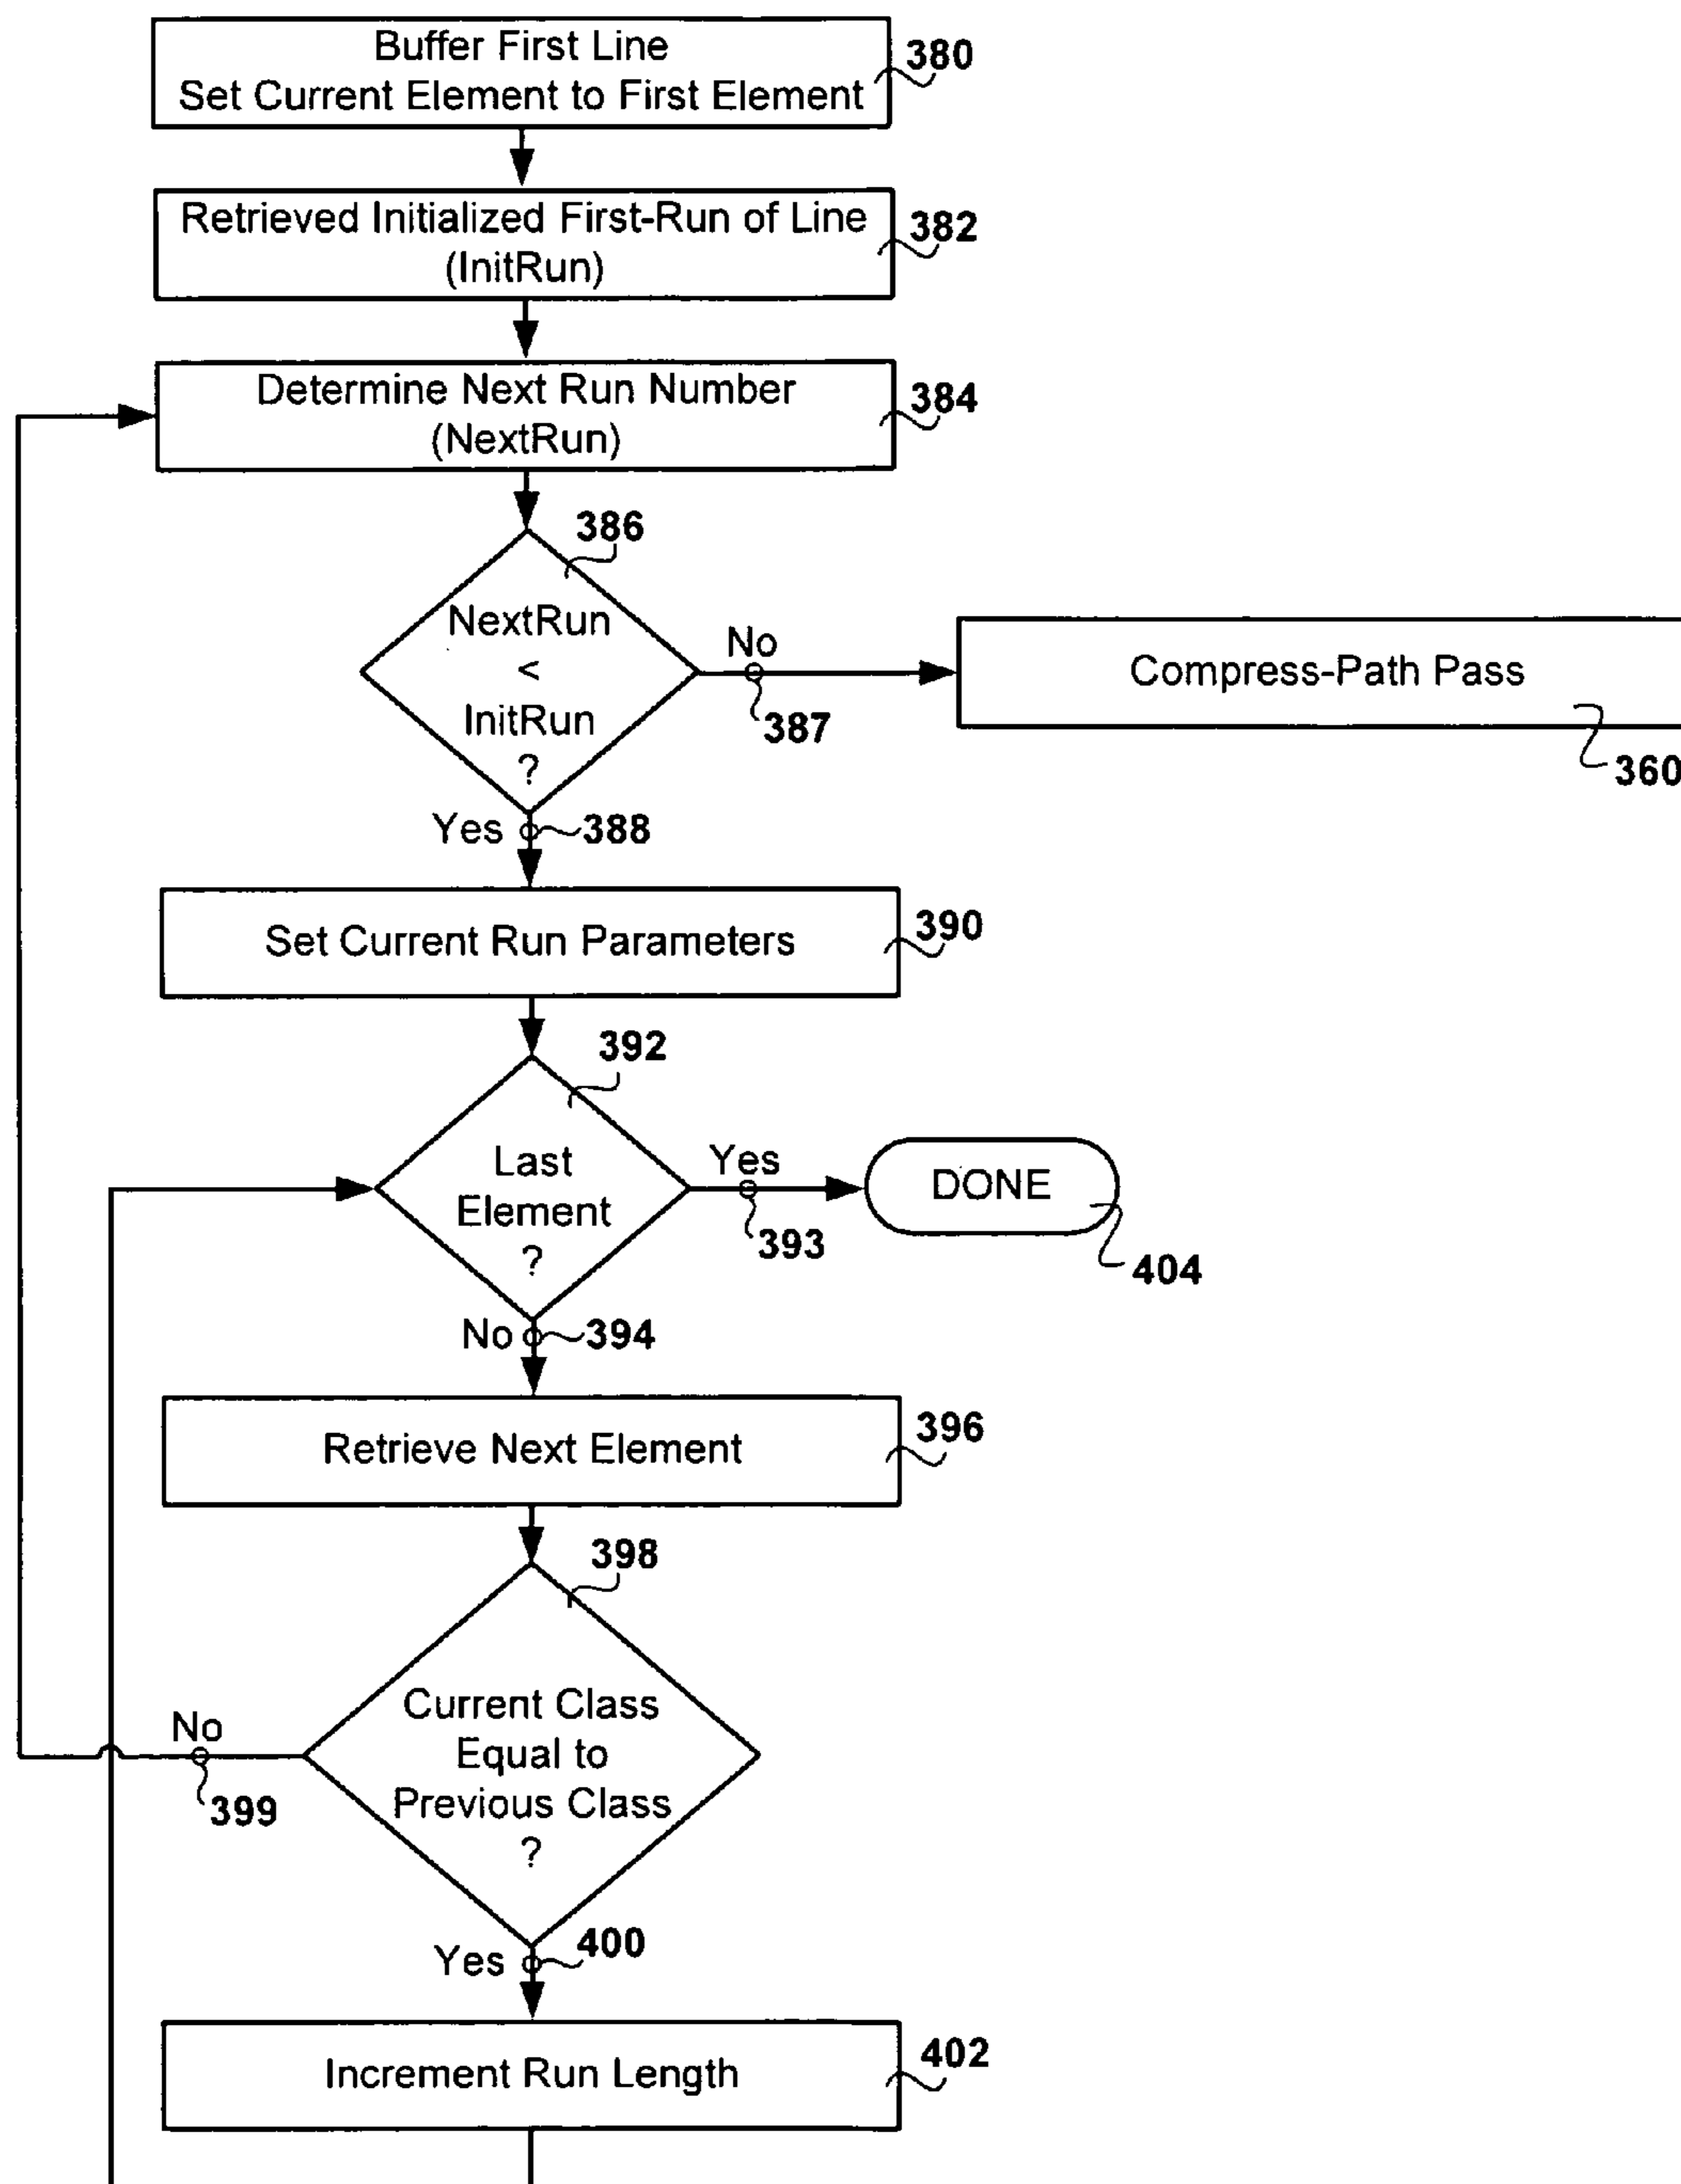 Buffer First Line
Set Current Element to First Element
380
Retrieved Initialized First-Run of Line
(InitRun)
382
Determine Next Run Number
(NextRun)
384
386
NextRun
<
InitRun
?
No
387
Compress-Path Pass
360
Yes
388
Set Current Run Parameters
390
392
Last
Element
?
Yes
393
DONE
404
No
394
Retrieve Next Element
396
398
Current Class
Equal to
Previous Class
?
No
399
Yes
400
Increment Run Length
402